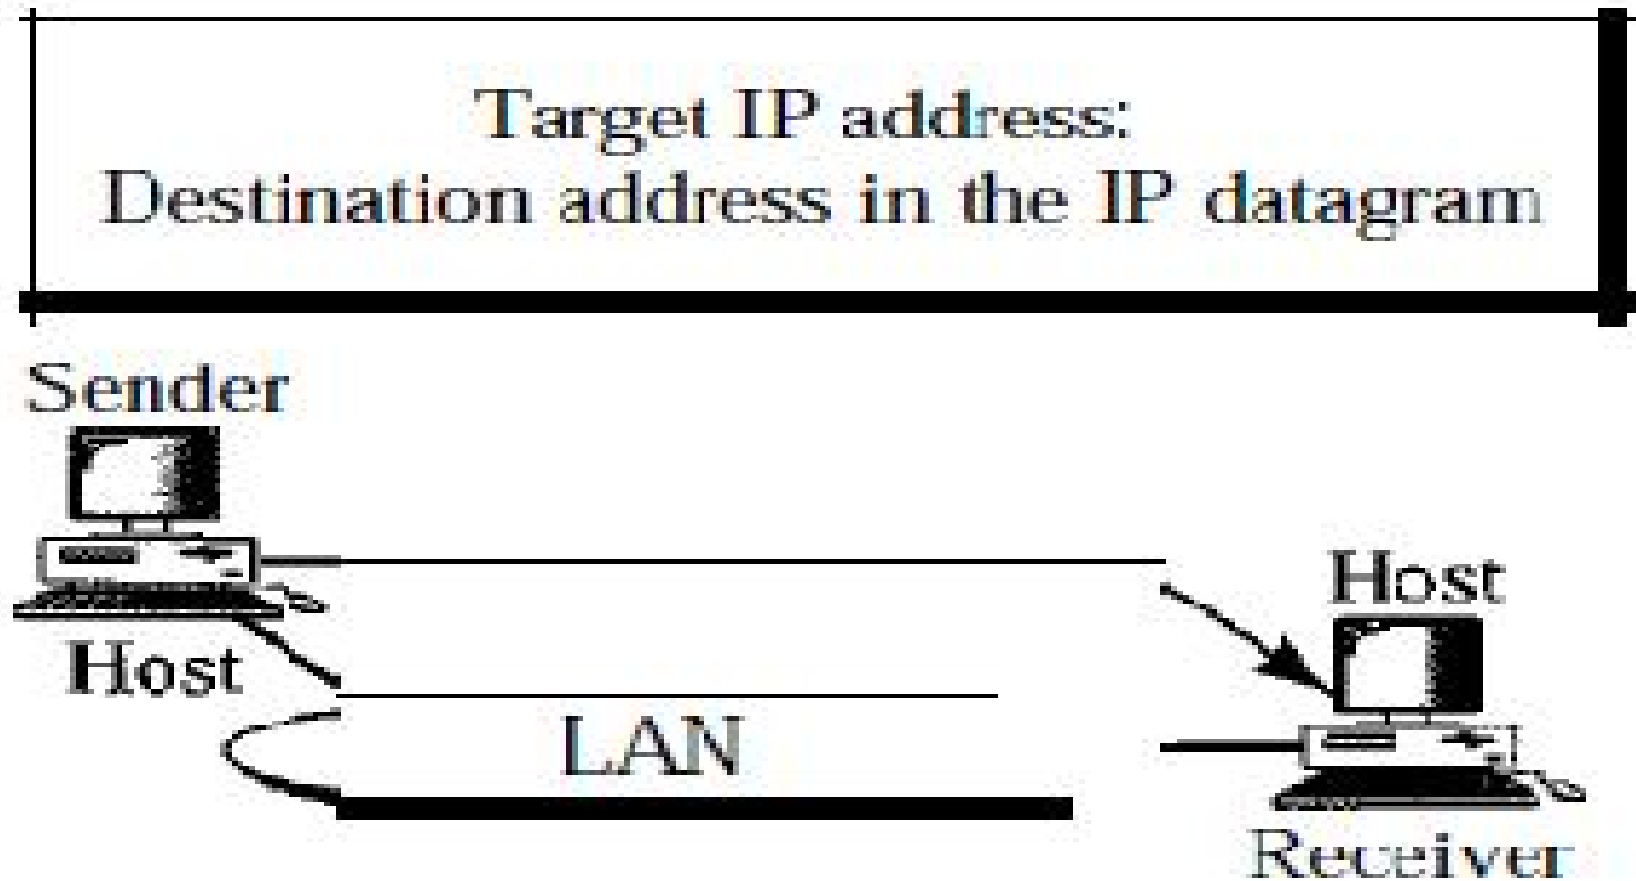 Target IP address:
Destination address in the IP datagram
Sender
Host
Host
LAN
Receiver